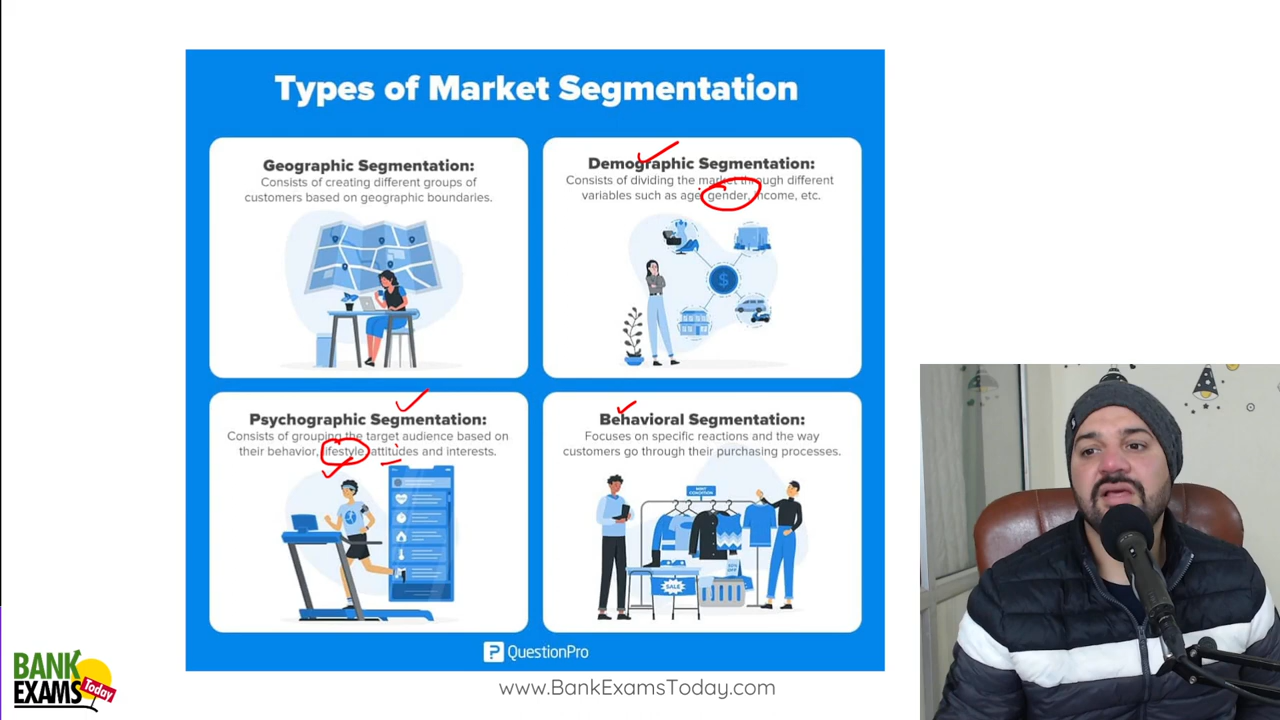 Types of Market Segmentation
Geographic Segmentation:
Consists of creating different groups of
customers based on geographic boundaries.
Demographic Segmentation:
Consists of dividing the market through different
variables such as age, gender, income, etc.
Psychographic Segmentation:
Consists of grouping the target audience based on
their behavior, lifestyle, attitudes and interests.
Behavioral Segmentation:
Focuses on specific reactions and the way
customers go through their purchasing processes.
SALE
QuestionPro
www.BankExamsToday.com
BANK
EXAMS
Today